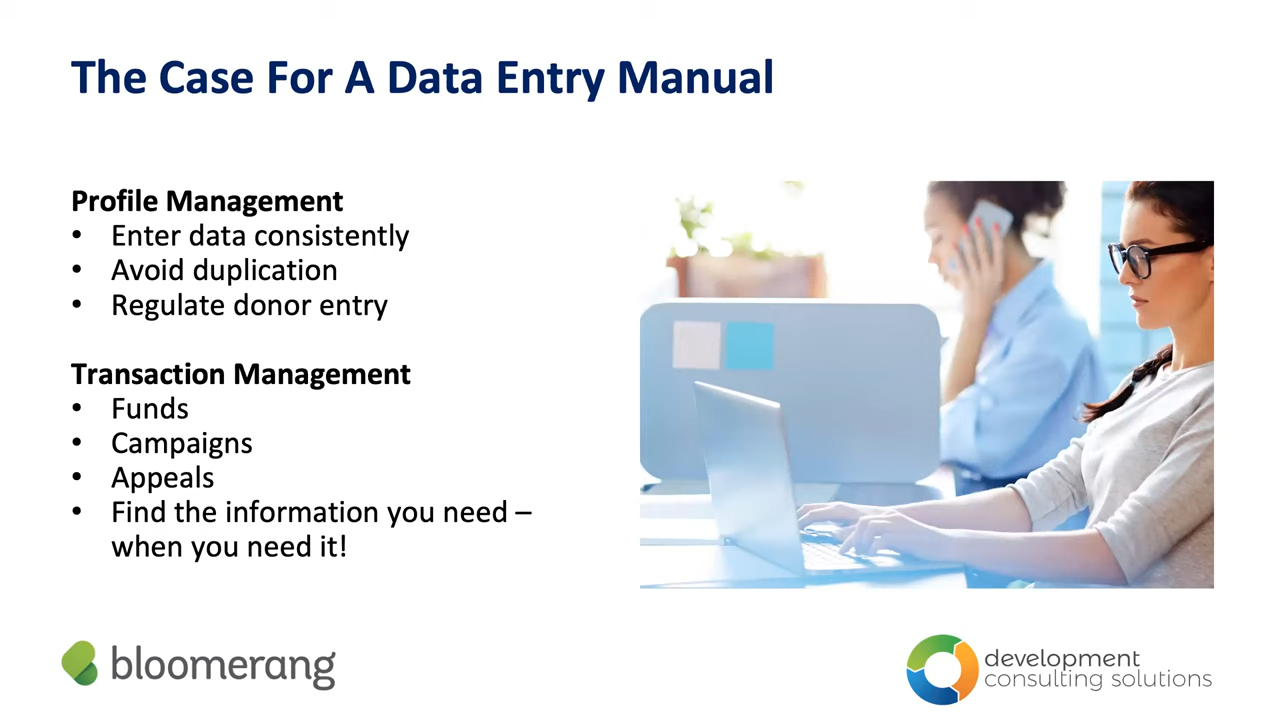 The Case For A Data Entry Manual
Profile Management
• Enter data consistently
• Avoid duplication
• Regulate donor entry
Transaction Management
• Funds
• Campaigns
• Appeals
• Find the information you need –
when you need it!
bloomerang
development
consulting solutions